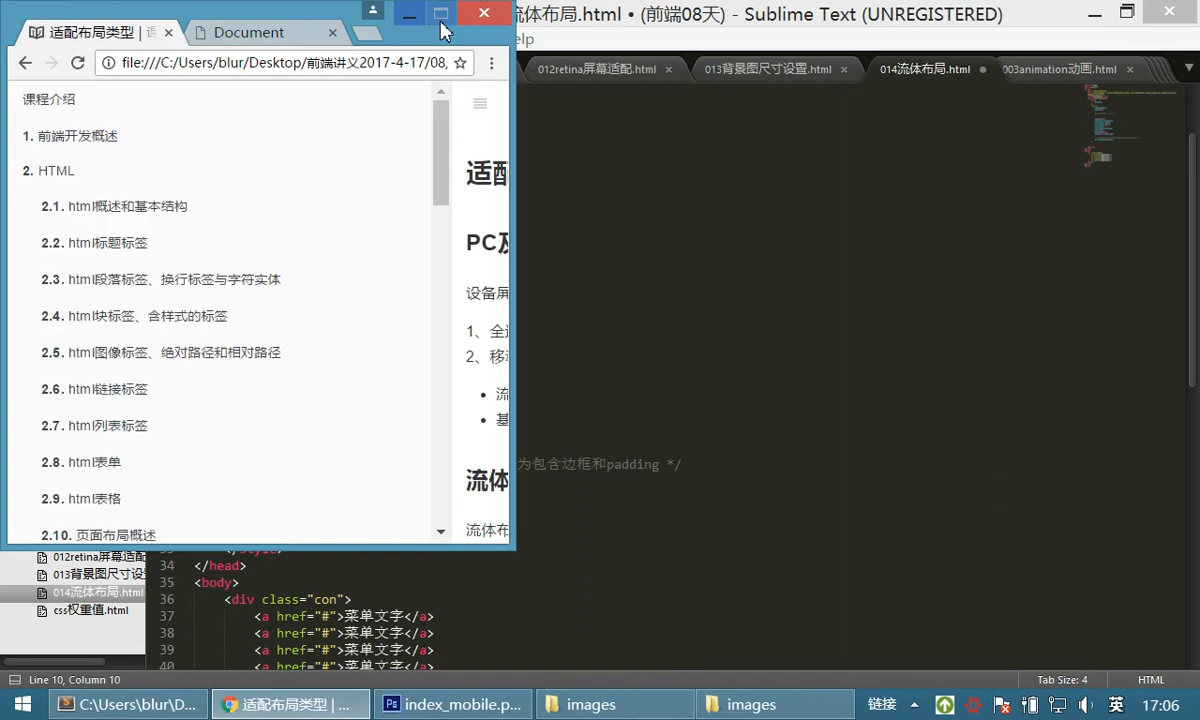 适配布局类型 |
Document
流体布局.html • (前端08天) - Sublime Text (UNREGISTERED)
elp
file:///C:/Users/blur/Desktop/前端讲义2017-4-17/08,
012retina屏幕适配.html
013背景图尺寸设置.html
014流体布局.html
003animation动画.html
课程介绍
1. 前端开发概述
2. HTML
2.1. html概述和基本结构
2.2. html标题标签
2.3. html段落标签、换行标签与字符实体
2.4. html块标签、含样式的标签
2.5. html图像标签、绝对路径和相对路径
2.6. html链接标签
2.7. html列表标签
2.8. html表单
2.9. html表格
2.10. 页面布局概述
适配
PC及
设备屏
1、全
2、移
流
基
流体
流体布
为包含边框和padding */
012retina屏幕适配
013背景图尺寸设
014流体布局.html
css权重值.html
33 </style>
34 </head>
35 <body>
36 <div class="con">
37 <a href="#">菜单文字</a>
38 <a href="#">菜单文字</a>
39 <a href="#">菜单文字</a>
40 <a href="#">菜单文字</a>
Line 10, Column 10
Tab Size: 4
HTML
C:\Users\blur\D...
适配布局类型 | ...
index_mobile.p...
images
images
链接
英
17:06